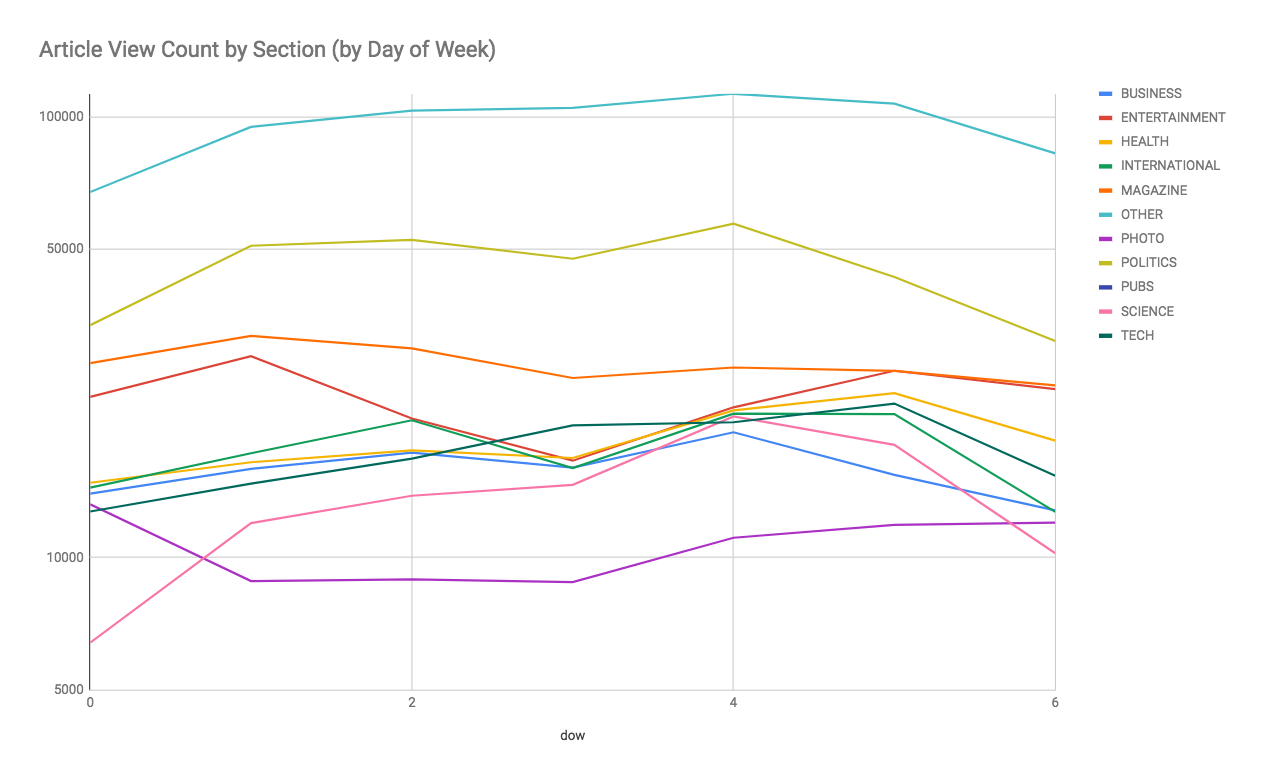 Article View Count by Section (by Day of Week)
100000
50000
10000
5000
0
2
4
6
dow
BUSINESS
ENTERTAINMENT
HEALTH
INTERNATIONAL
MAGAZINE
OTHER
PHOTO
POLITICS
PUBS
SCIENCE
TECH